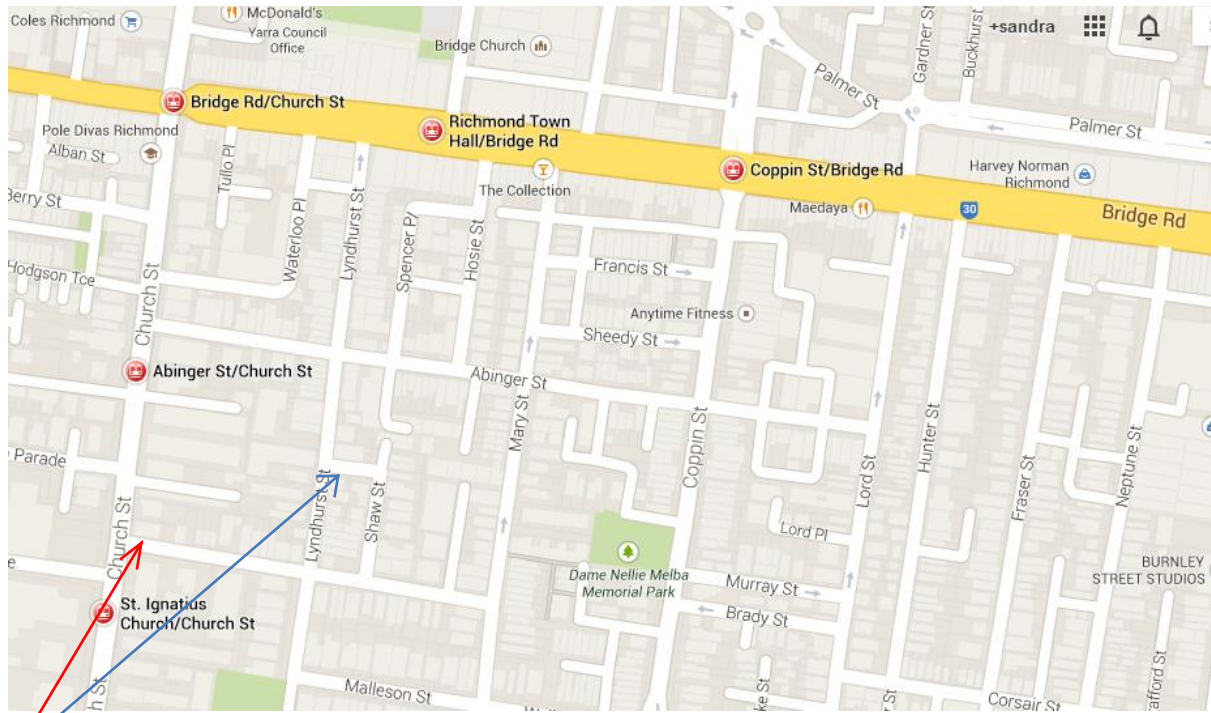 Coles Richmond
McDonald's
Yarra Council
Office
Bridge Church
+sandra
Gardner St
Buckhurst
Palmer St
Palmer St
Bridge Rd/Church St
Richmond Town
Hall/Bridge Rd
Pole Divas Richmond
Alban St
Tullo Pl
The Collection
Coppin St/Bridge Rd
Harvey Norman
Richmond
Maedaya
30
Bridge Rd
Berry St
Waterloo Pl
Lyndhurst St
Spencer Pl
Hosie St
Hodgson Tce
Church St
Francis St
Anytime Fitness
Sheedy St
Abinger St/Church St
Abinger St
Mary St
Coppin St
Lord St
Hunter St
Fraser St
Neptune St
Parade
Church St
Lyndhurst St
Shaw St
Lord Pl
Dame Nellie Melba
Memorial Park
Murray St
BURNLEY
STREET STUDIOS
Brady St
St. Ignatius
Church/Church St
Malleson St
Corsair St